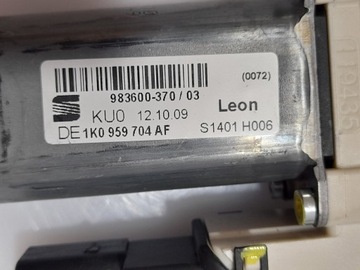 (0072)
983600-370 / 03
KU0 12.10.09 Leon
DE 1K0 959 704 AF S1401 H006